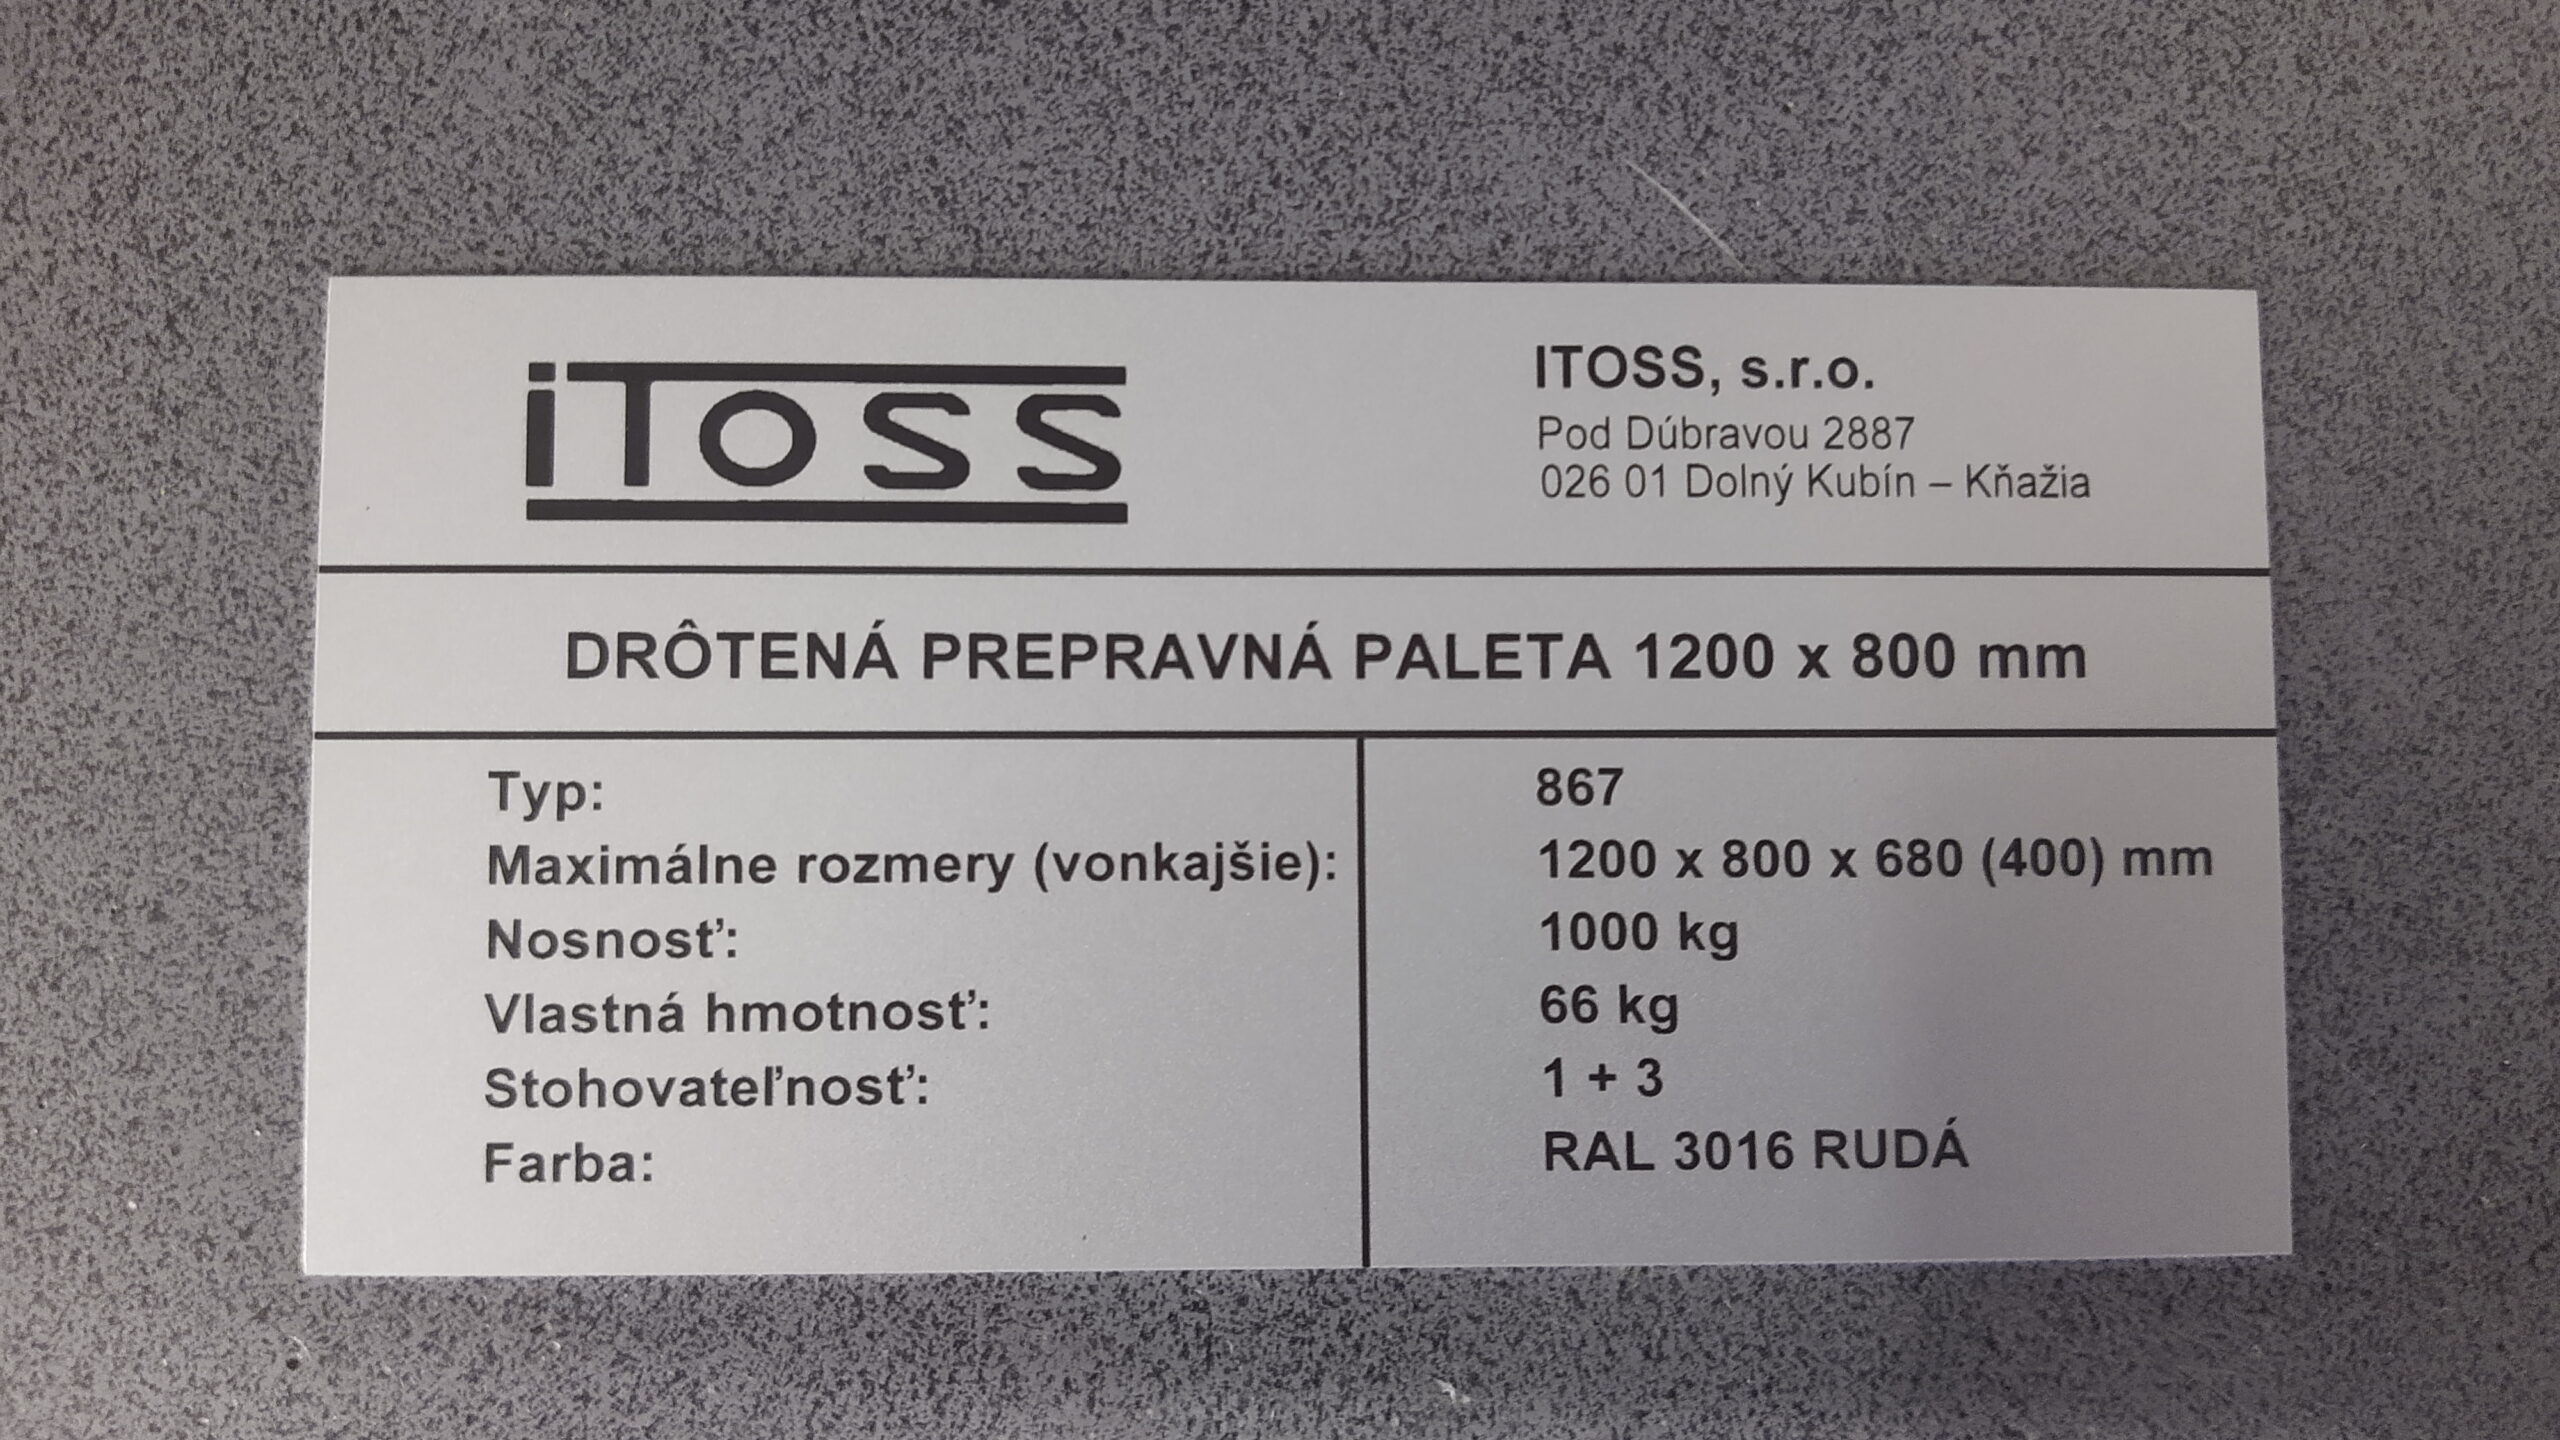 iToss
ITOSS, s.r.o.
Pod Dúbravou 2887
026 01 Dolný Kubín – Kňažia
DRÔTENÁ PREPRAVNÁ PALETA 1200 x 800 mm
Typ: 867
Maximálne rozmery (vonkajšie): 1200 x 800 x 680 (400) mm
Nosnosť: 1000 kg
Vlastná hmotnosť: 66 kg
Stohovateľnosť: 1 + 3
Farba: RAL 3016 RUDÁ